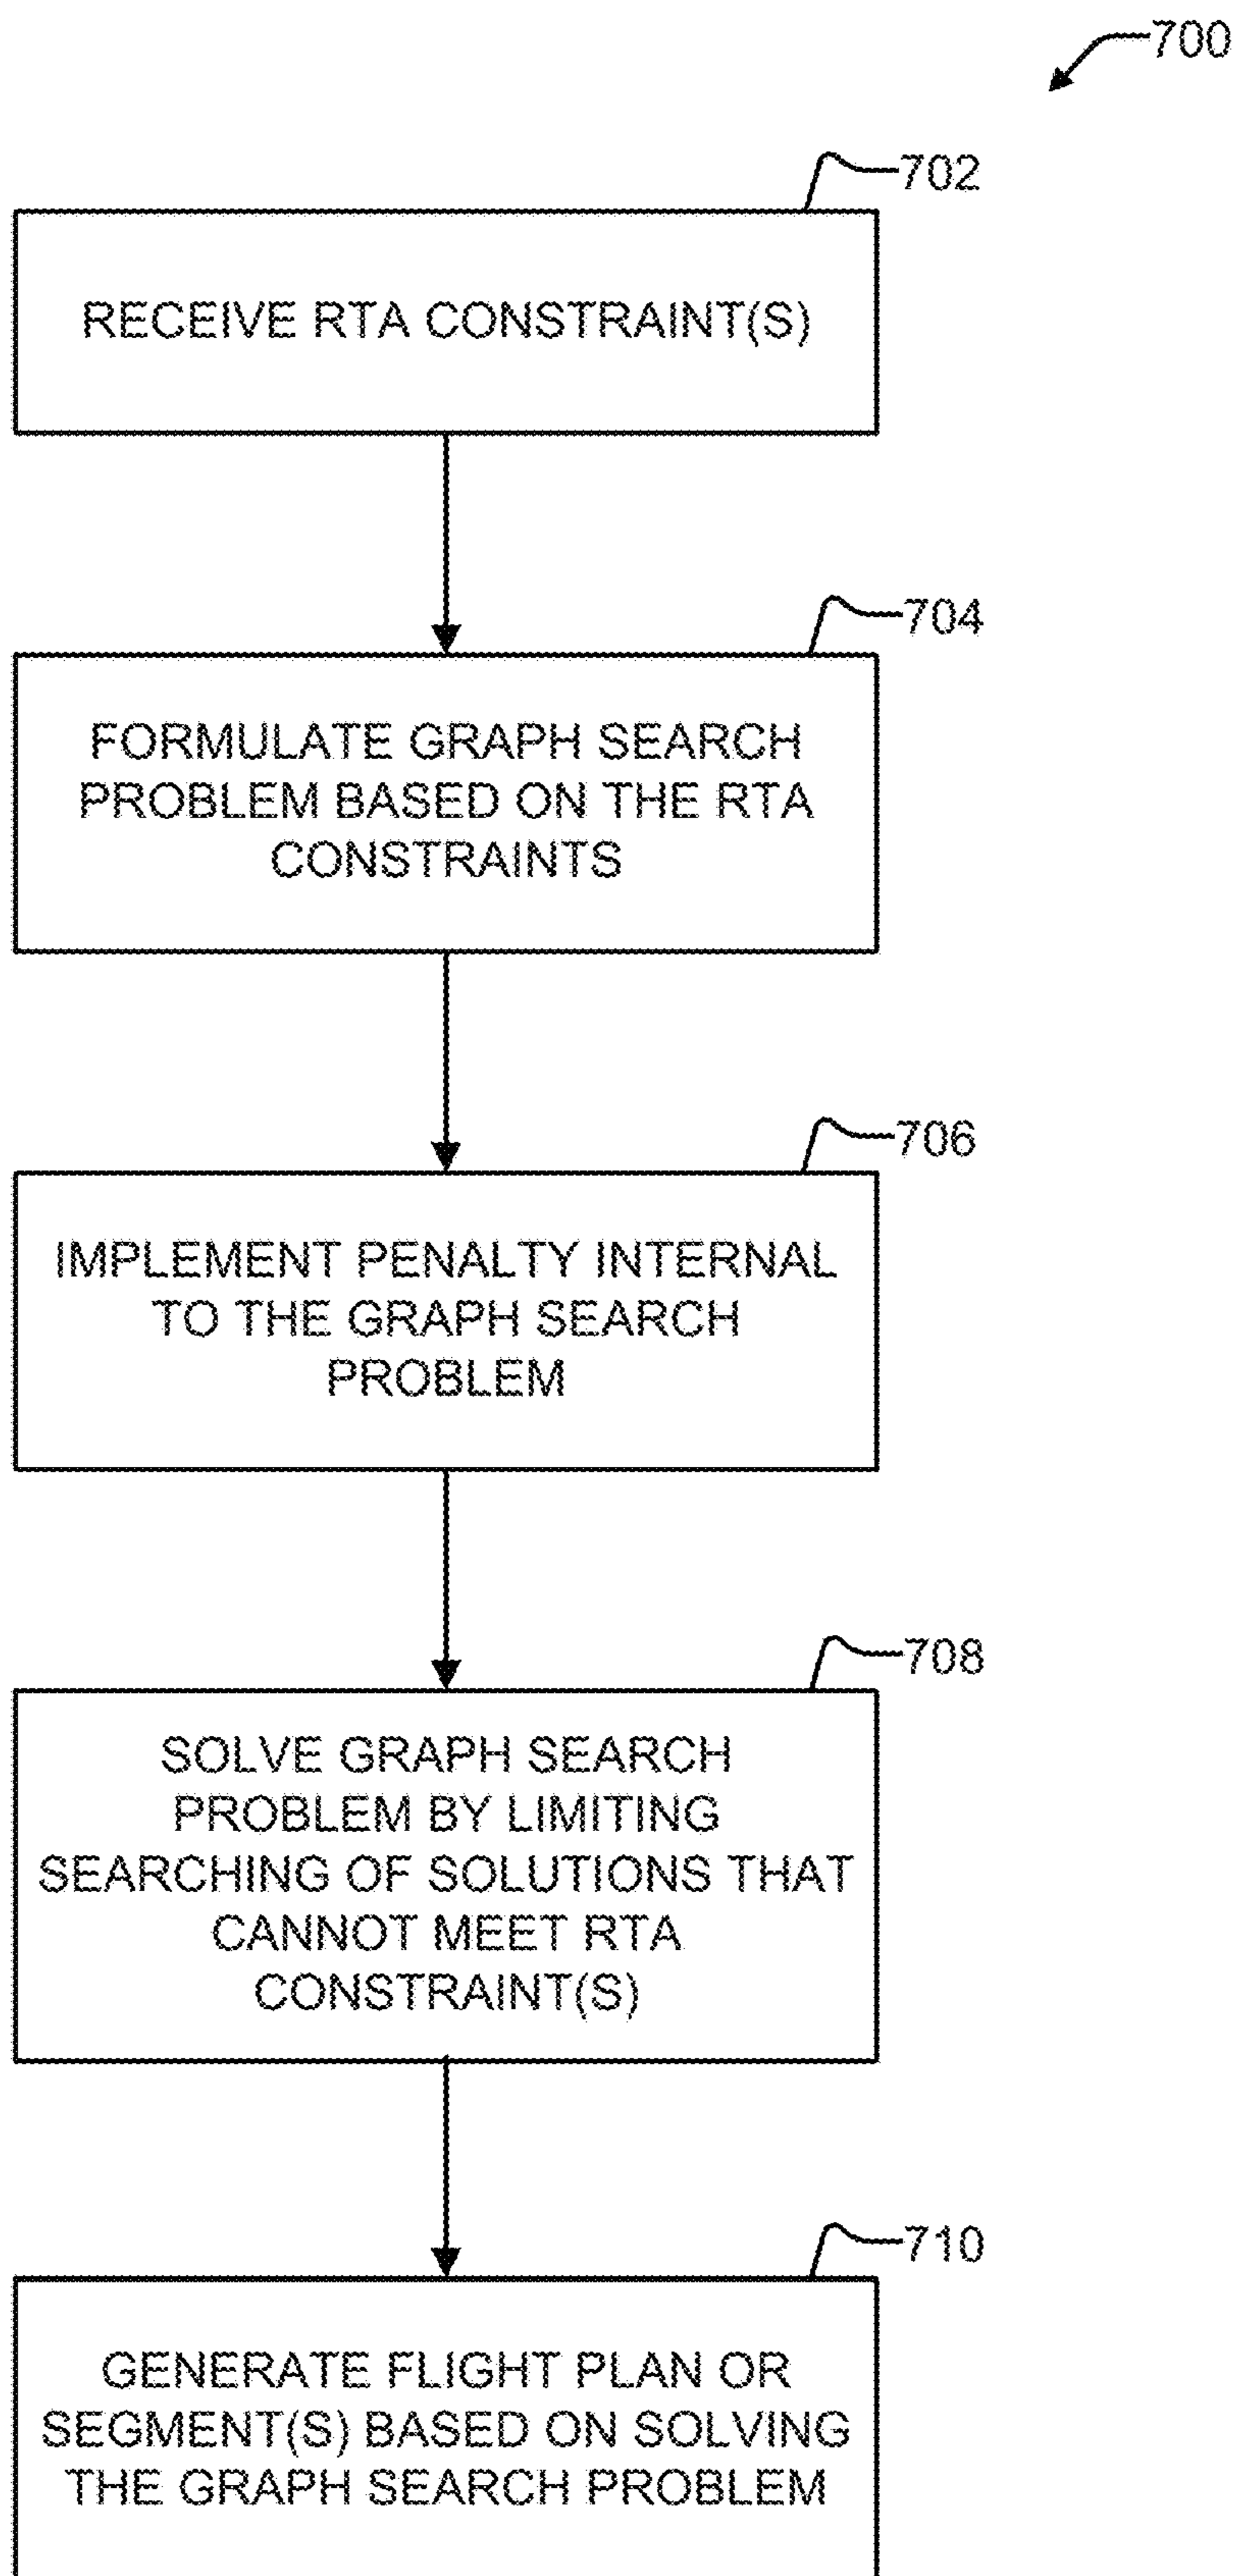 700
702
RECEIVE RTA CONSTRAINT(S)
704
FORMULATE GRAPH SEARCH
PROBLEM BASED ON THE RTA
CONSTRAINTS
706
IMPLEMENT PENALTY INTERNAL
TO THE GRAPH SEARCH
PROBLEM
708
SOLVE GRAPH SEARCH
PROBLEM BY LIMITING
SEARCHING OF SOLUTIONS THAT
CANNOT MEET RTA
CONSTRAINT(S)
710
GENERATE FLIGHT PLAN OR
SEGMENT(S) BASED ON SOLVING
THE GRAPH SEARCH PROBLEM